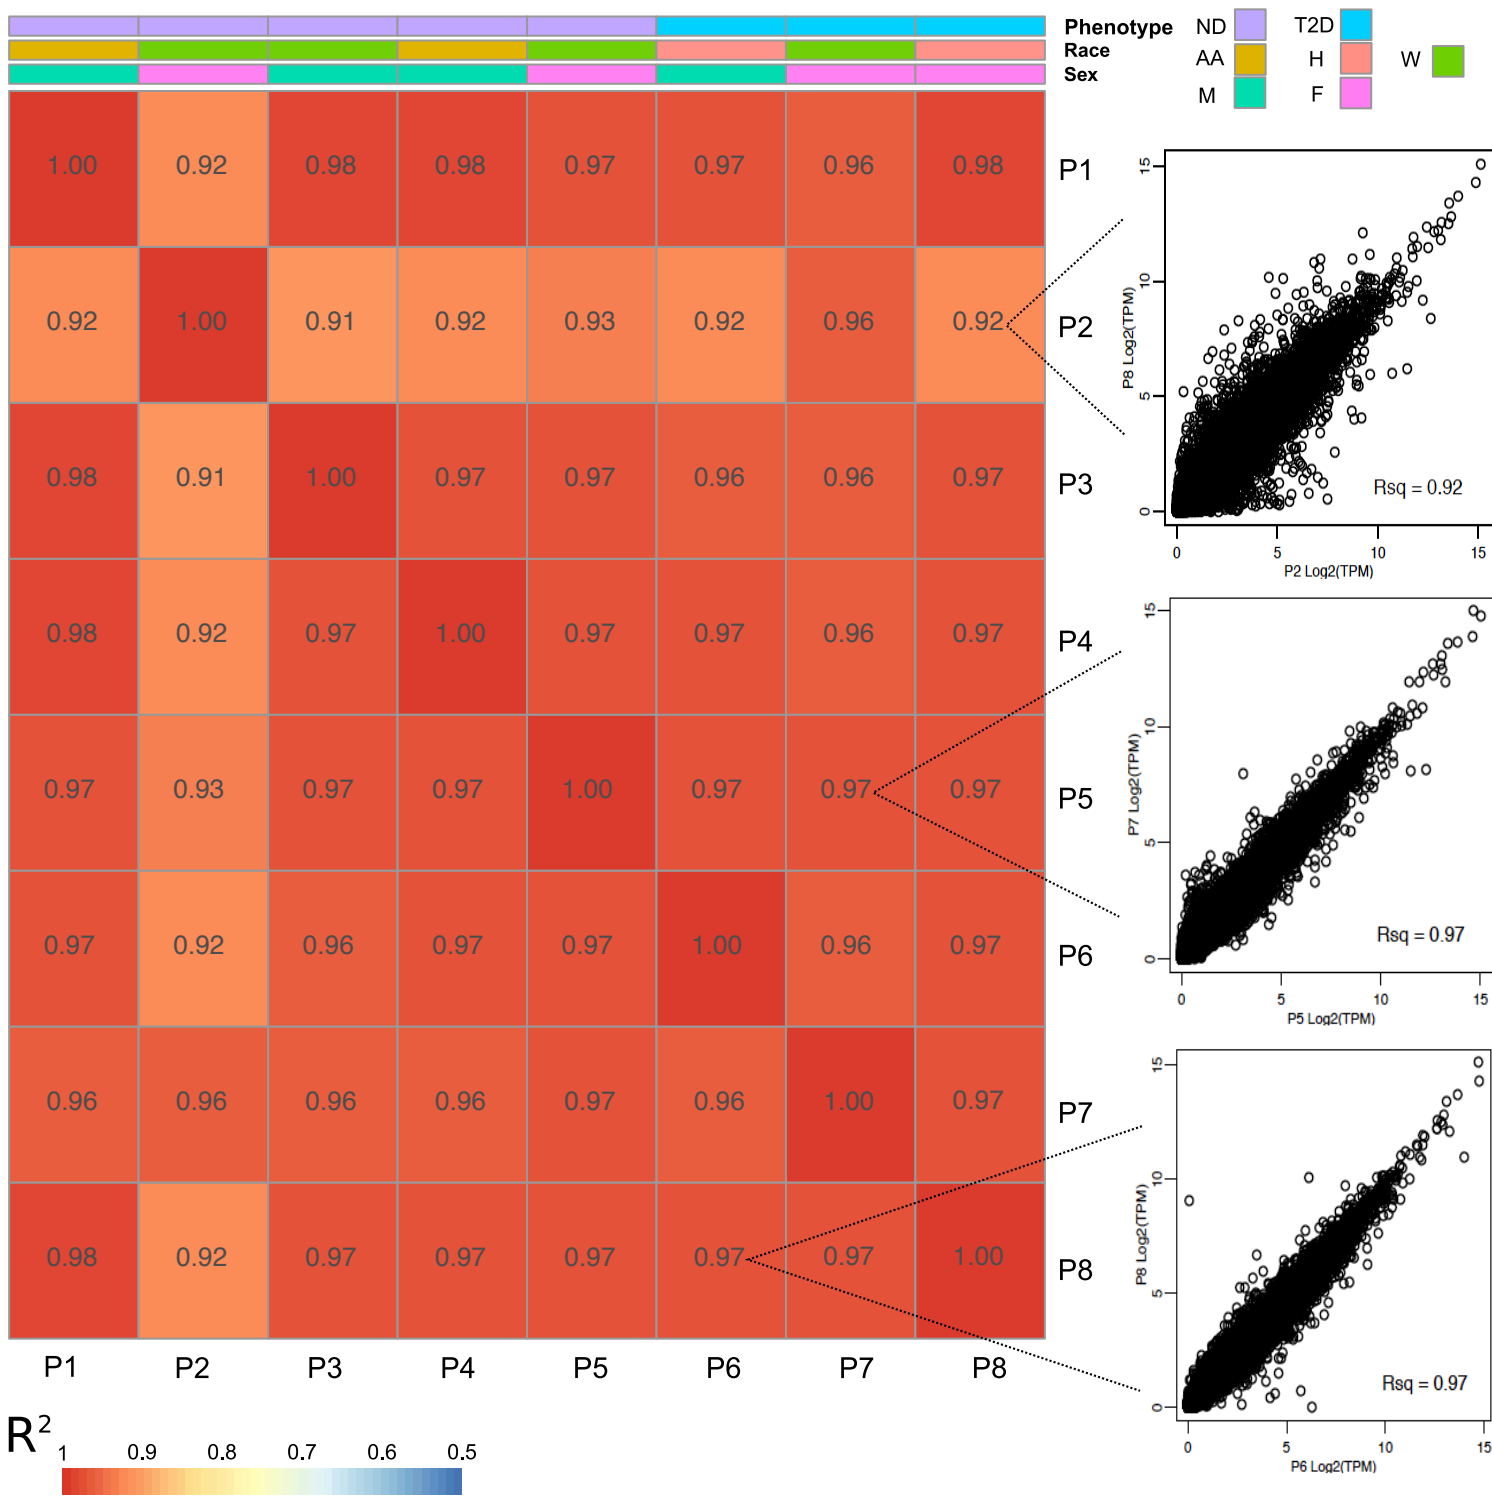 Phenotype ND T2D
Race AA H W
Sex M F
1.00 0.92 0.98 0.98 0.97 0.97 0.96 0.98 P1
0.92 1.00 0.91 0.92 0.93 0.92 0.96 0.92 P2
0.98 0.91 1.00 0.97 0.97 0.96 0.96 0.97 P3
0.98 0.92 0.97 1.00 0.97 0.97 0.96 0.97 P4
0.97 0.93 0.97 0.97 1.00 0.97 0.97 0.97 P5
0.97 0.92 0.96 0.97 0.97 1.00 0.96 0.97 P6
0.96 0.96 0.96 0.96 0.97 0.96 1.00 0.97 P7
0.98 0.92 0.97 0.97 0.97 0.97 0.97 1.00 P8
P1 P2 P3 P4 P5 P6 P7 P8
R²
1 0.9 0.8 0.7 0.6 0.5
P8 Log2(TPM)
15
10
5
0
Rsq = 0.92
0 5 10 15
P2 Log2(TPM)
P7 Log2(TPM)
15
10
5
0
Rsq = 0.97
0 5 10 15
P5 Log2(TPM)
P8 Log2(TPM)
15
10
5
0
Rsq = 0.97
0 5 10 15
P6 Log2(TPM)